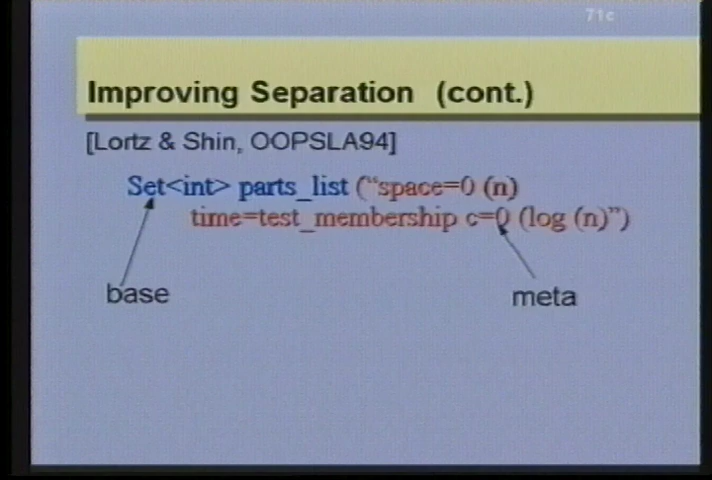 71c
Improving Separation (cont.)
[Lortz & Shin, OOPSLA94]
Set<int> parts_list (“space=0 (n)
time=test_membership c=0 (log (n)”)
base
meta